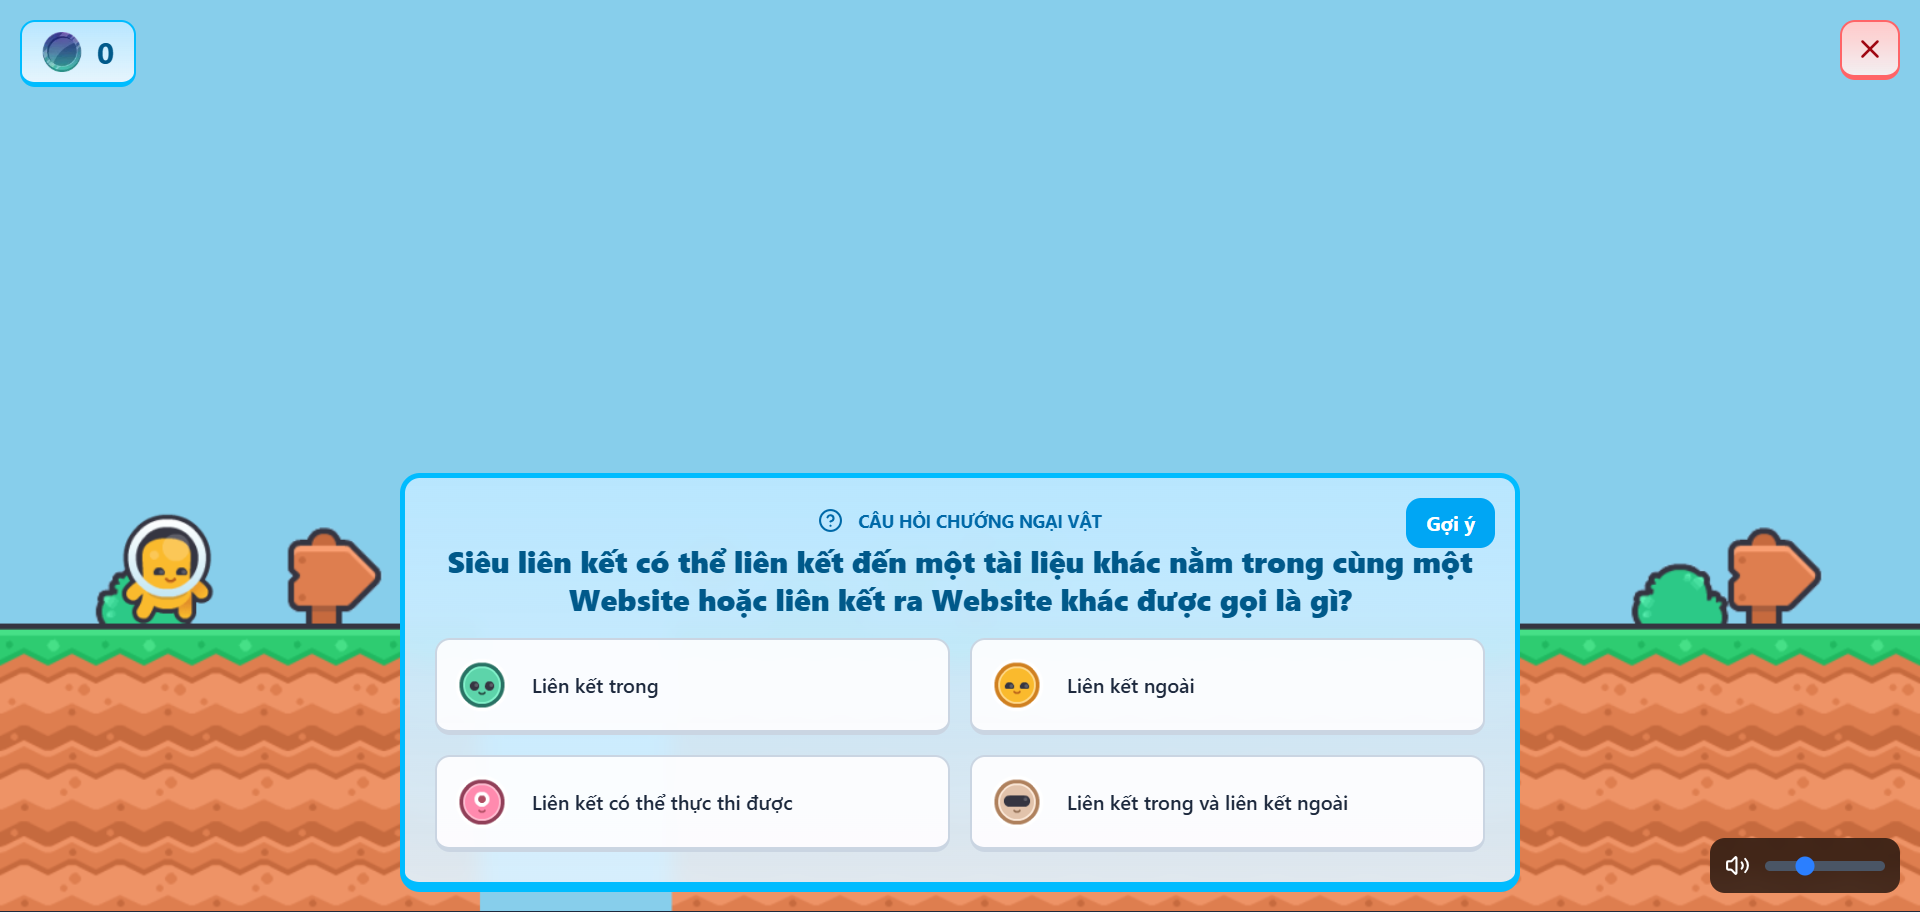 0
CÂU HỎI CHƯỚNG NGẠI VẬT
Gợi ý
Siêu liên kết có thể liên kết đến một tài liệu khác nằm trong cùng một
Website hoặc liên kết ra Website khác được gọi là gì?
Liên kết trong
Liên kết ngoài
Liên kết có thể thực thi được
Liên kết trong và liên kết ngoài